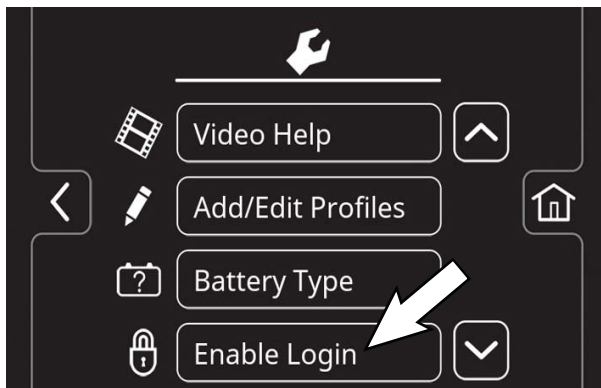 Video Help
Add/Edit Profiles
Battery Type
Enable Login